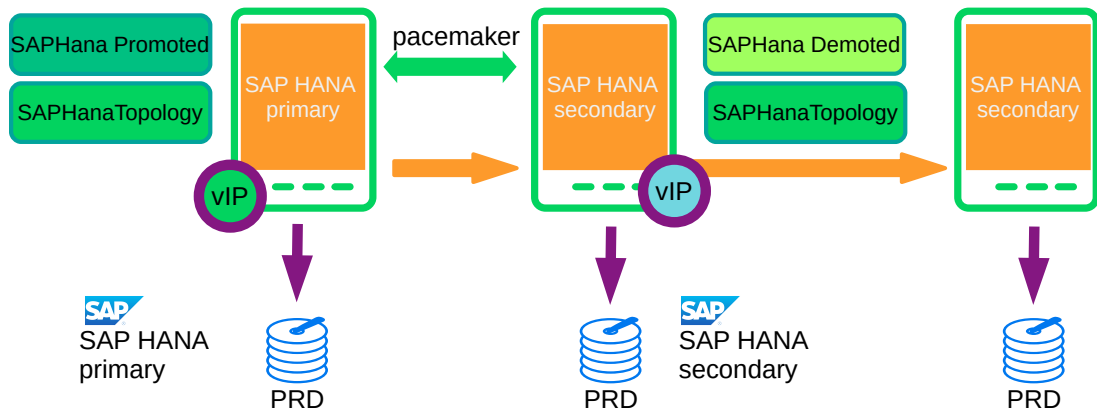 SAPHana Promoted
SAPHanaTopology
SAP HANA
primary
vIP
pacemaker
SAP HANA
secondary
vIP
SAPHana Demoted
SAPHanaTopology
SAP HANA
secondary
SAP
SAP HANA
primary
PRD
PRD
SAP
SAP HANA
secondary
PRD